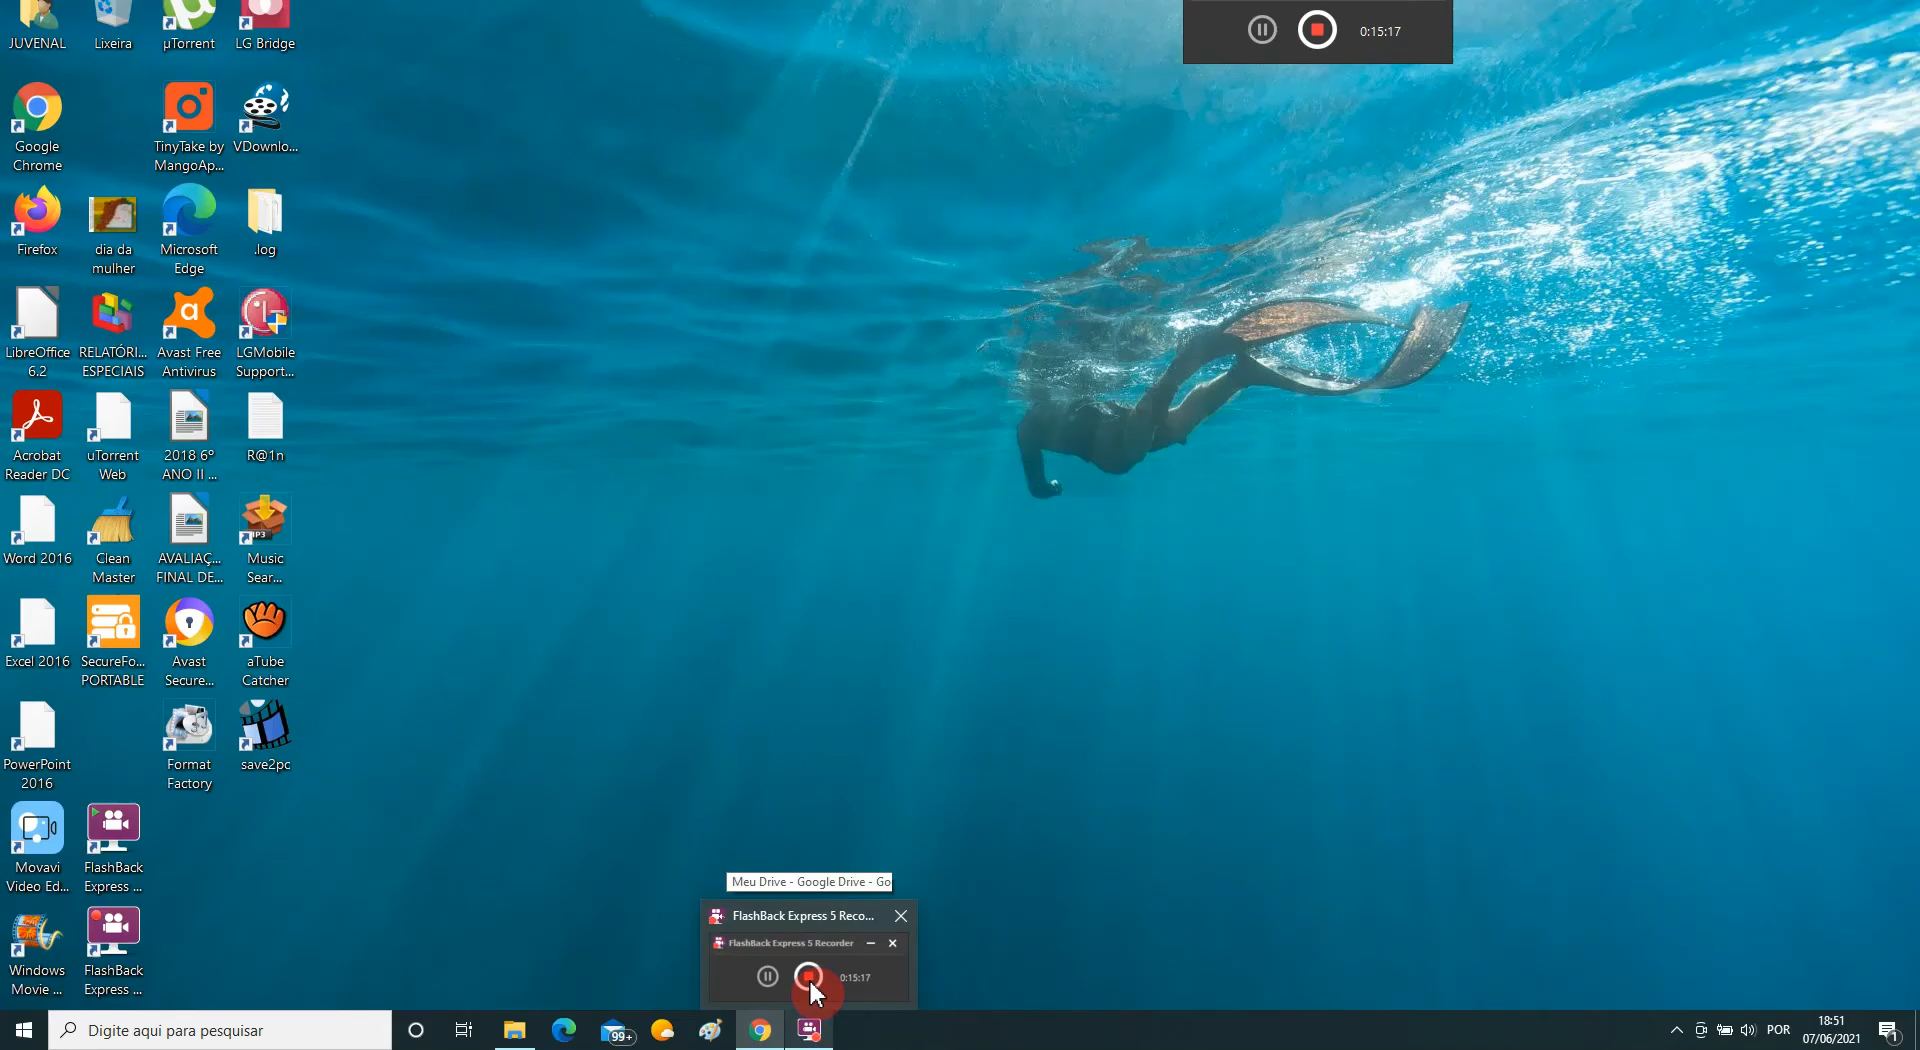 0:15:17
JUVENAL
Lixeira
µTorrent
LG Bridge
Google
Chrome
TinyTake by
MangoAp...
VDownlo...
Firefox
dia da
mulher
Microsoft
Edge
.log
LibreOffice
6.2
RELATÓRI...
ESPECIAIS
Avast Free
Antivirus
LGMobile
Support...
Acrobat
Reader DC
uTorrent
Web
2018 6º
ANO II ...
R@1n
Word 2016
Clean
Master
AVALIAÇ...
FINAL DE...
MP3
Music
Sear...
Excel 2016
SecureFo...
PORTABLE
Avast
Secure...
aTube
Catcher
PowerPoint
2016
Format
Factory
save2pc
Movavi
Video Ed...
FlashBack
Express ...
Windows
Movie ...
FlashBack
Express ...
Meu Drive - Google Drive - Go
FlashBack Express 5 Reco...
FlashBack Express 5 Recorder
0:15:17
Digite aqui para pesquisar
99+
POR
18:51
07/06/2021
1